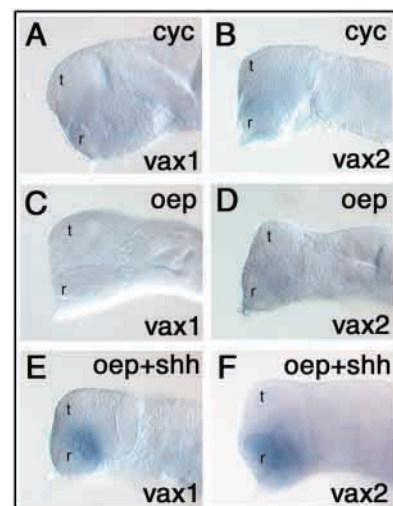 A cyc
t
r
vax1
B cyc
t
r
vax2
C oep
t
r
vax1
D oep
t
r
vax2
E oep+shh
t
r
vax1
F oep+shh
t
r
vax2